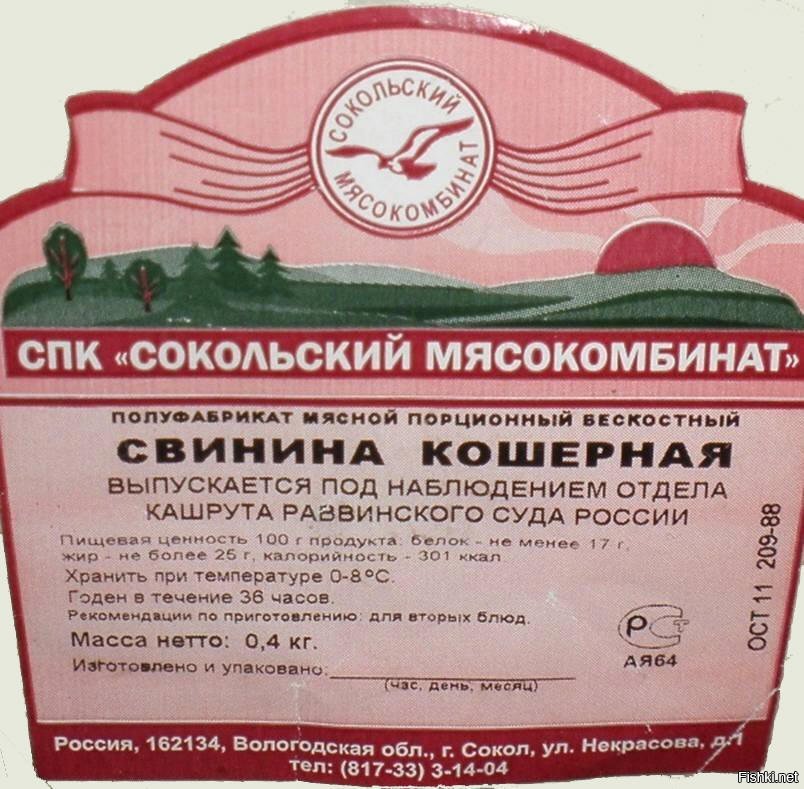 СОКОЛЬСКИЙ
МЯСОКОМБИНАТ
СПК «СОКОЛЬСКИЙ МЯСОКОМБИНАТ»
ПОЛУФАБРИКАТ МЯСНОЙ ПОРЦИОННЫЙ БЕСКОСТНЫЙ
СВИНИНА КОШЕРНАЯ
ВЫПУСКАЕТСЯ ПОД НАБЛЮДЕНИЕМ ОТДЕЛА
КАШРУТА РАВВИНСКОГО СУДА РОССИИ
Пищевая ценность 100 г продукта: белок - не менее 17 г,
жир - не более 25 г, калорийность - 301 ккал.
Хранить при температуре 0-8°С.
Годен в течение 36 часов.
Рекомендации по приготовлению: для вторых блюд.
Масса нетто: 0,4 кг.
Изготовлено и упаковано:
(час, день, месяц)
РСТ
АЯ64
ОСТ 11 209-88
Россия, 162134, Вологодская обл., г. Сокол, ул. Некрасова, д.1
тел: (817-33) 3-14-04
Fishki.net